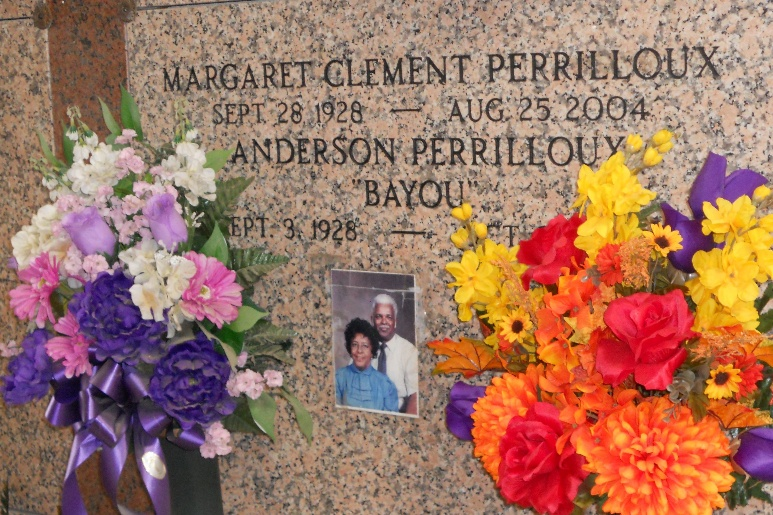 MARGARET CLEMENT PERRILLOUX
SEPT. 28 1928 — AUG. 25, 2004
ANDERSON PERRILLOUX
"BAYOU"
SEPT. 3, 1928 —